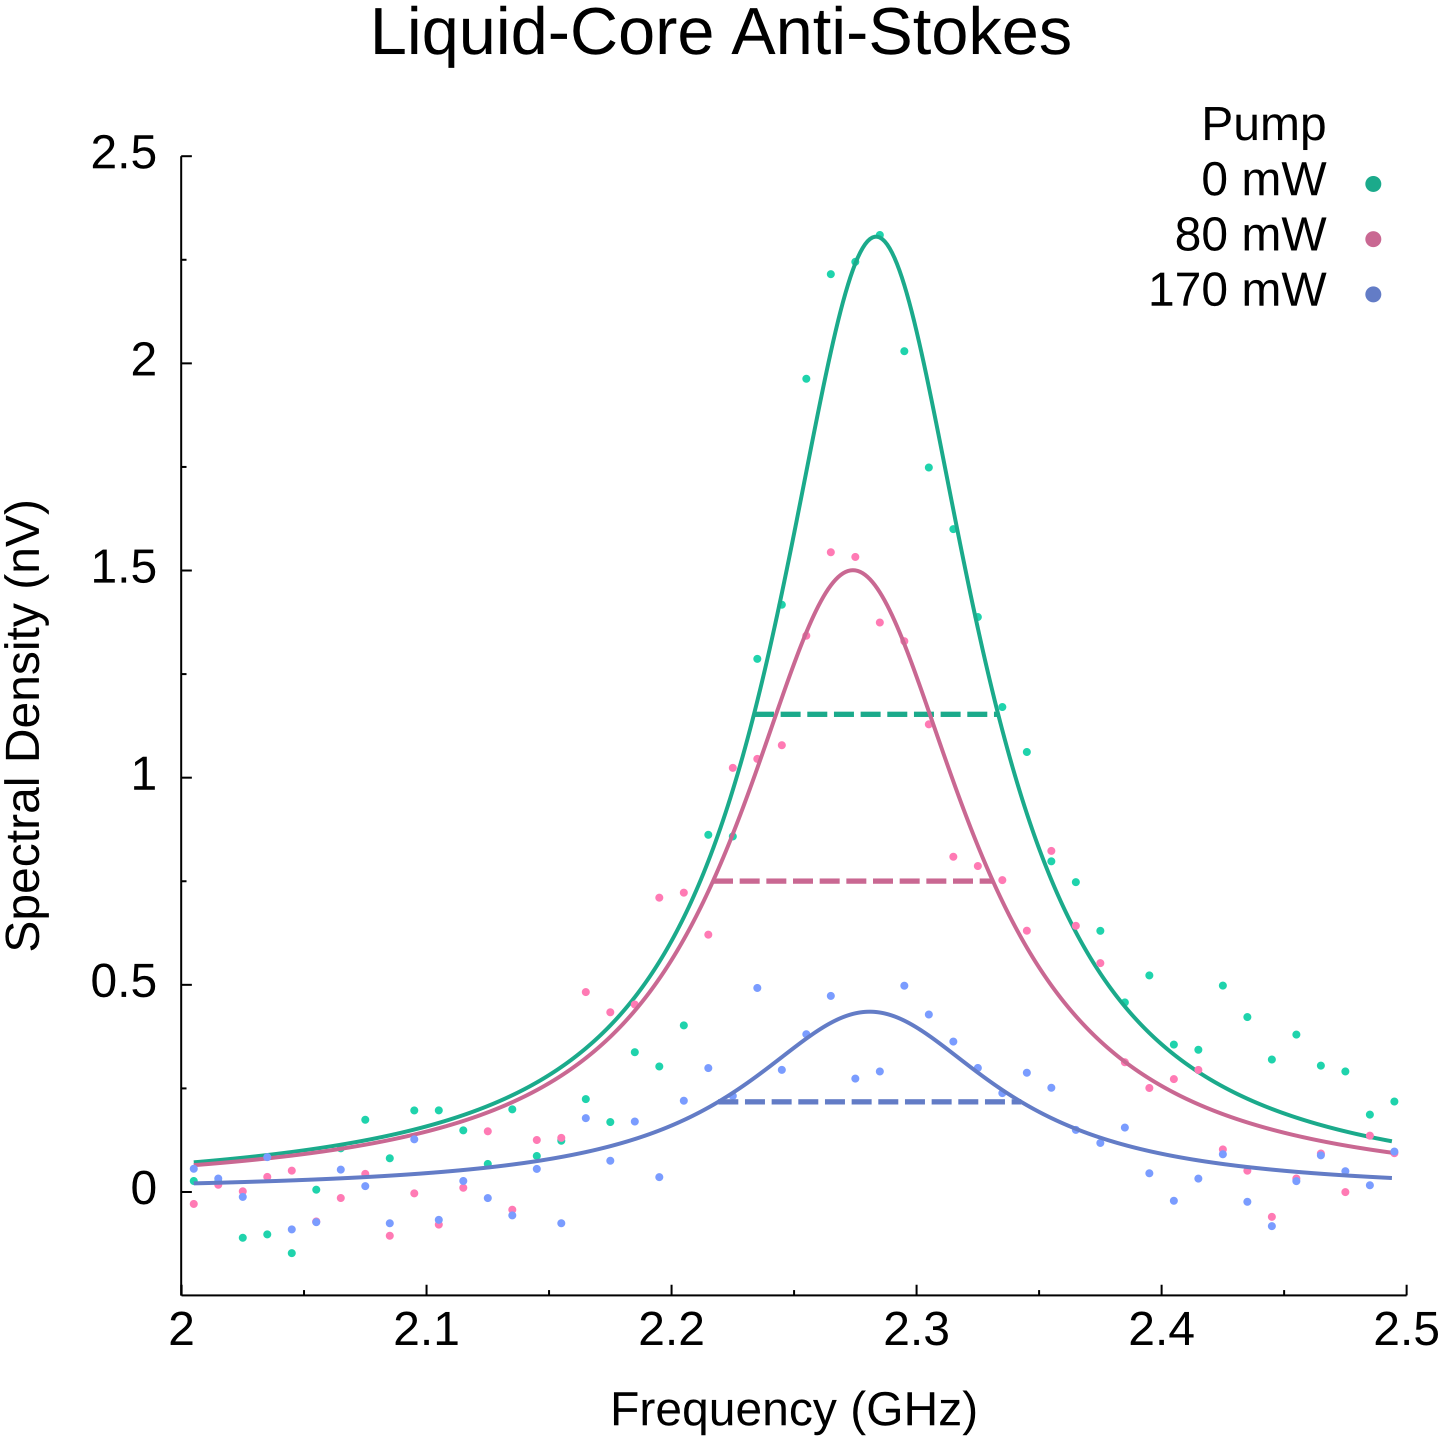 Liquid-Core Anti-Stokes
Pump
0 mW
80 mW
170 mW
Spectral Density (nV)
2.5
2
1.5
1
0.5
0
2 2.1 2.2 2.3 2.4 2.5
Frequency (GHz)